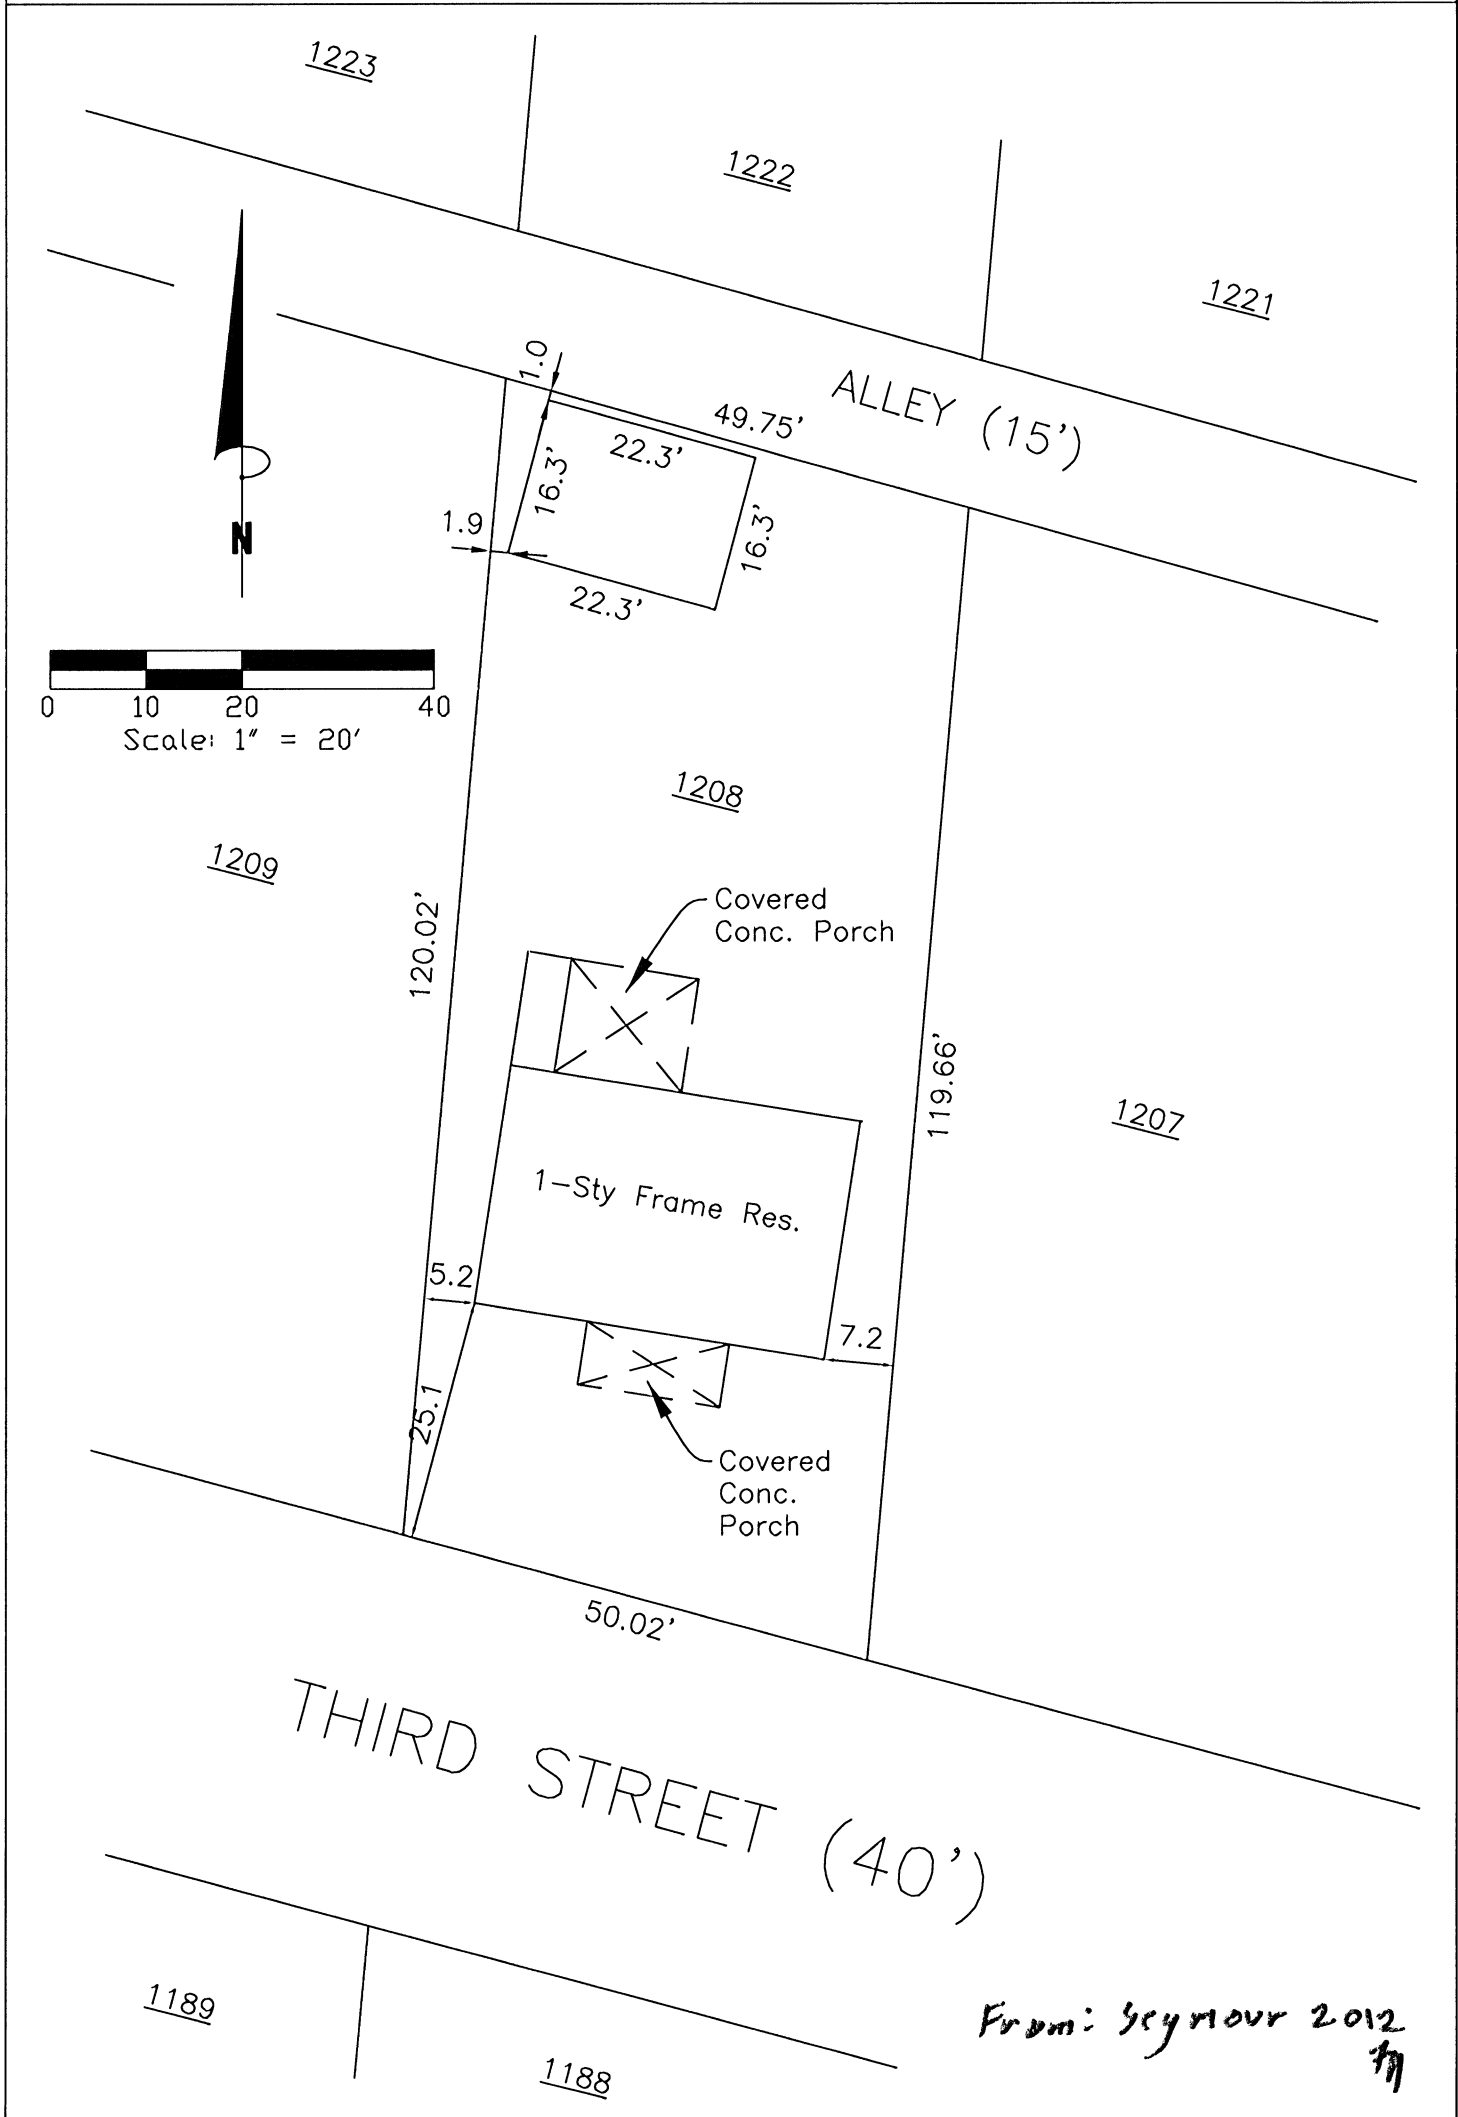 1223
1222
1221
ALLEY (15')
1.0
49.75'
22.3'
16.3'
16.3'
1.9
22.3'
N
0 10 20 40
Scale: 1" = 20'
1208
1209
Covered
Conc. Porch
120.02'
119.66'
1207
1-Sty Frame Res.
5.2
7.2
25.1
Covered
Conc.
Porch
50.02'
THIRD STREET (40')
1189
1188
From: Seymour 2012